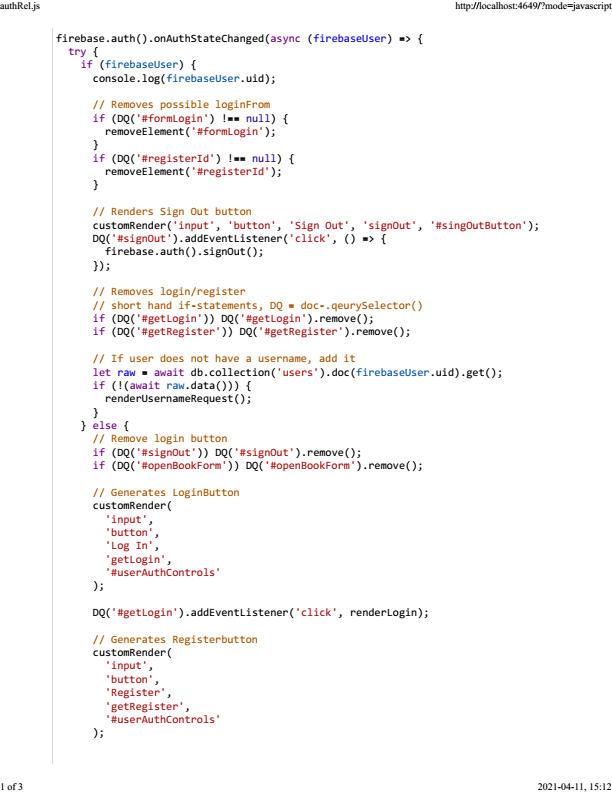 authRel.js
http://localhost:4649/?mode=javascript
firebase.auth().onAuthStateChanged(async (firebaseUser) => {
  try {
    if (firebaseUser) {
      console.log(firebaseUser.uid);

      // Removes possible loginFrom
      if (DQ('#formLogin') !== null) {
        removeElement('#formLogin');
      }
      if (DQ('#registerId') !== null) {
        removeElement('#registerId');
      }

      // Renders Sign Out button
      customRender('input', 'button', 'Sign Out', 'signOut', '#singOutButton');
      DQ('#signOut').addEventListener('click', () => {
        firebase.auth().signOut();
      });

      // Removes login/register
      // short hand if-statements, DQ = doc-.qeurySelector()
      if (DQ('#getLogin')) DQ('#getLogin').remove();
      if (DQ('#getRegister')) DQ('#getRegister').remove();

      // If user does not have a username, add it
      let raw = await db.collection('users').doc(firebaseUser.uid).get();
      if (!(await raw.data())) {
        renderUsernameRequest();
      }
    } else {
      // Remove login button
      if (DQ('#signOut')) DQ('#signOut').remove();
      if (DQ('#openBookForm')) DQ('#openBookForm').remove();

      // Generates LoginButton
      customRender(
        'input',
        'button',
        'Log In',
        'getLogin',
        '#userAuthControls'
      );

      DQ('#getLogin').addEventListener('click', renderLogin);

      // Generates Registerbutton
      customRender(
        'input',
        'button',
        'Register',
        'getRegister',
        '#userAuthControls'
      );
1 of 3
2021-04-11, 15:12